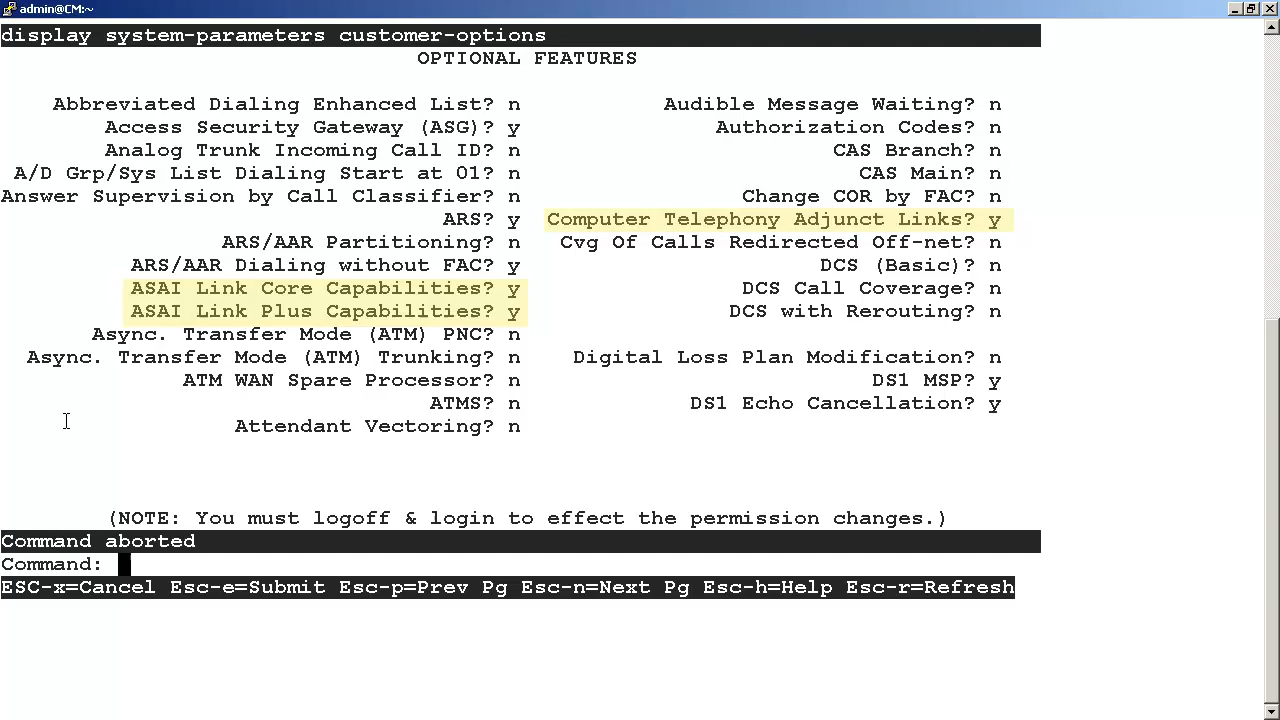 admin@CM:~
display system-parameters customer-options
OPTIONAL FEATURES
Abbreviated Dialing Enhanced List? n Audible Message Waiting? n
Access Security Gateway (ASG)? y Authorization Codes? n
Analog Trunk Incoming Call ID? n CAS Branch? n
A/D Grp/Sys List Dialing Start at 01? n CAS Main? n
Answer Supervision by Call Classifier? n Change COR by FAC? n
ARS? y Computer Telephony Adjunct Links? y
ARS/AAR Partitioning? n Cvg Of Calls Redirected Off-net? n
ARS/AAR Dialing without FAC? y DCS (Basic)? n
ASAI Link Core Capabilities? y DCS Call Coverage? n
ASAI Link Plus Capabilities? y DCS with Rerouting? n
Async. Transfer Mode (ATM) PNC? n
Async. Transfer Mode (ATM) Trunking? n Digital Loss Plan Modification? n
ATM WAN Spare Processor? n DS1 MSP? y
ATMS? n DS1 Echo Cancellation? y
Attendant Vectoring? n
(NOTE: You must logoff & login to effect the permission changes.)
Command aborted
Command:
ESC-x=Cancel Esc-e=Submit Esc-p=Prev Pg Esc-n=Next Pg Esc-h=Help Esc-r=Refresh